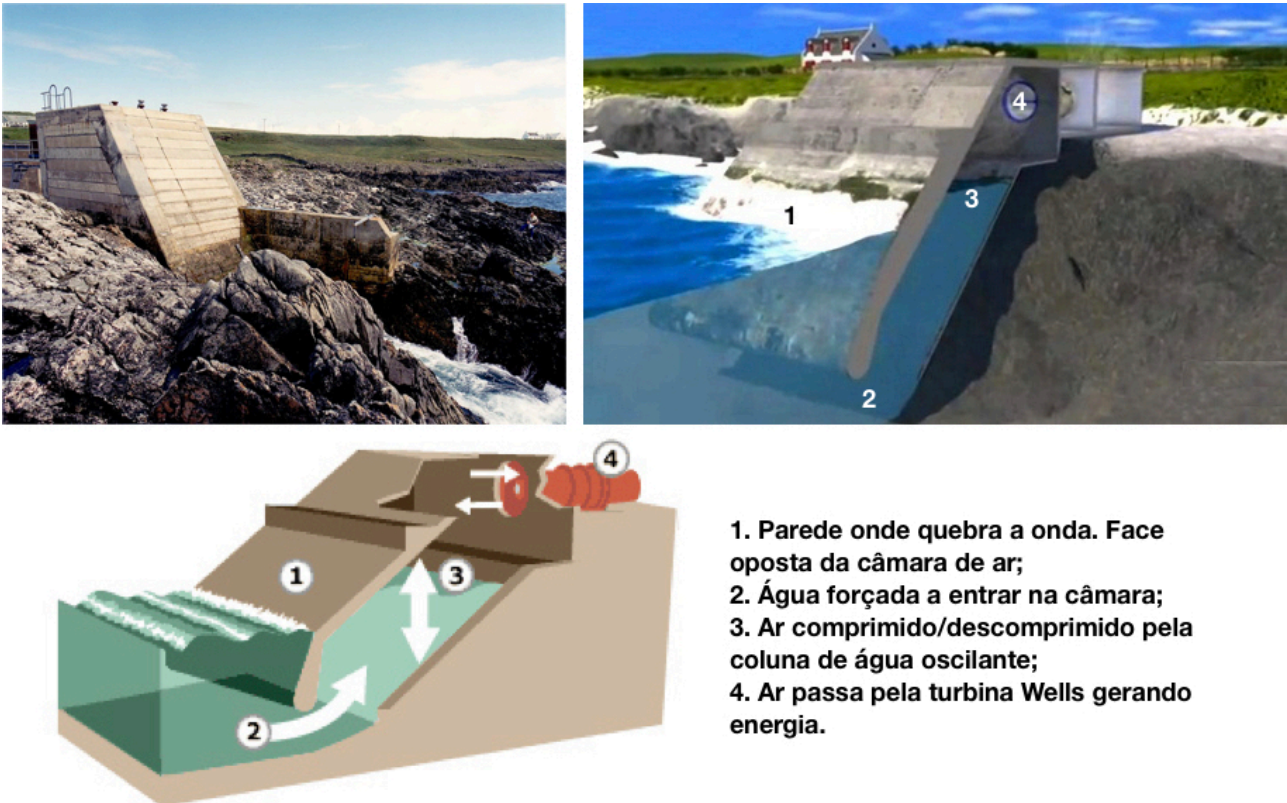 4
3
1
2
4
1
3
2
1. Parede onde quebra a onda. Face
oposta da câmara de ar;
2. Água forçada a entrar na câmara;
3. Ar comprimido/descomprimido pela
coluna de água oscilante;
4. Ar passa pela turbina Wells gerando
energia.